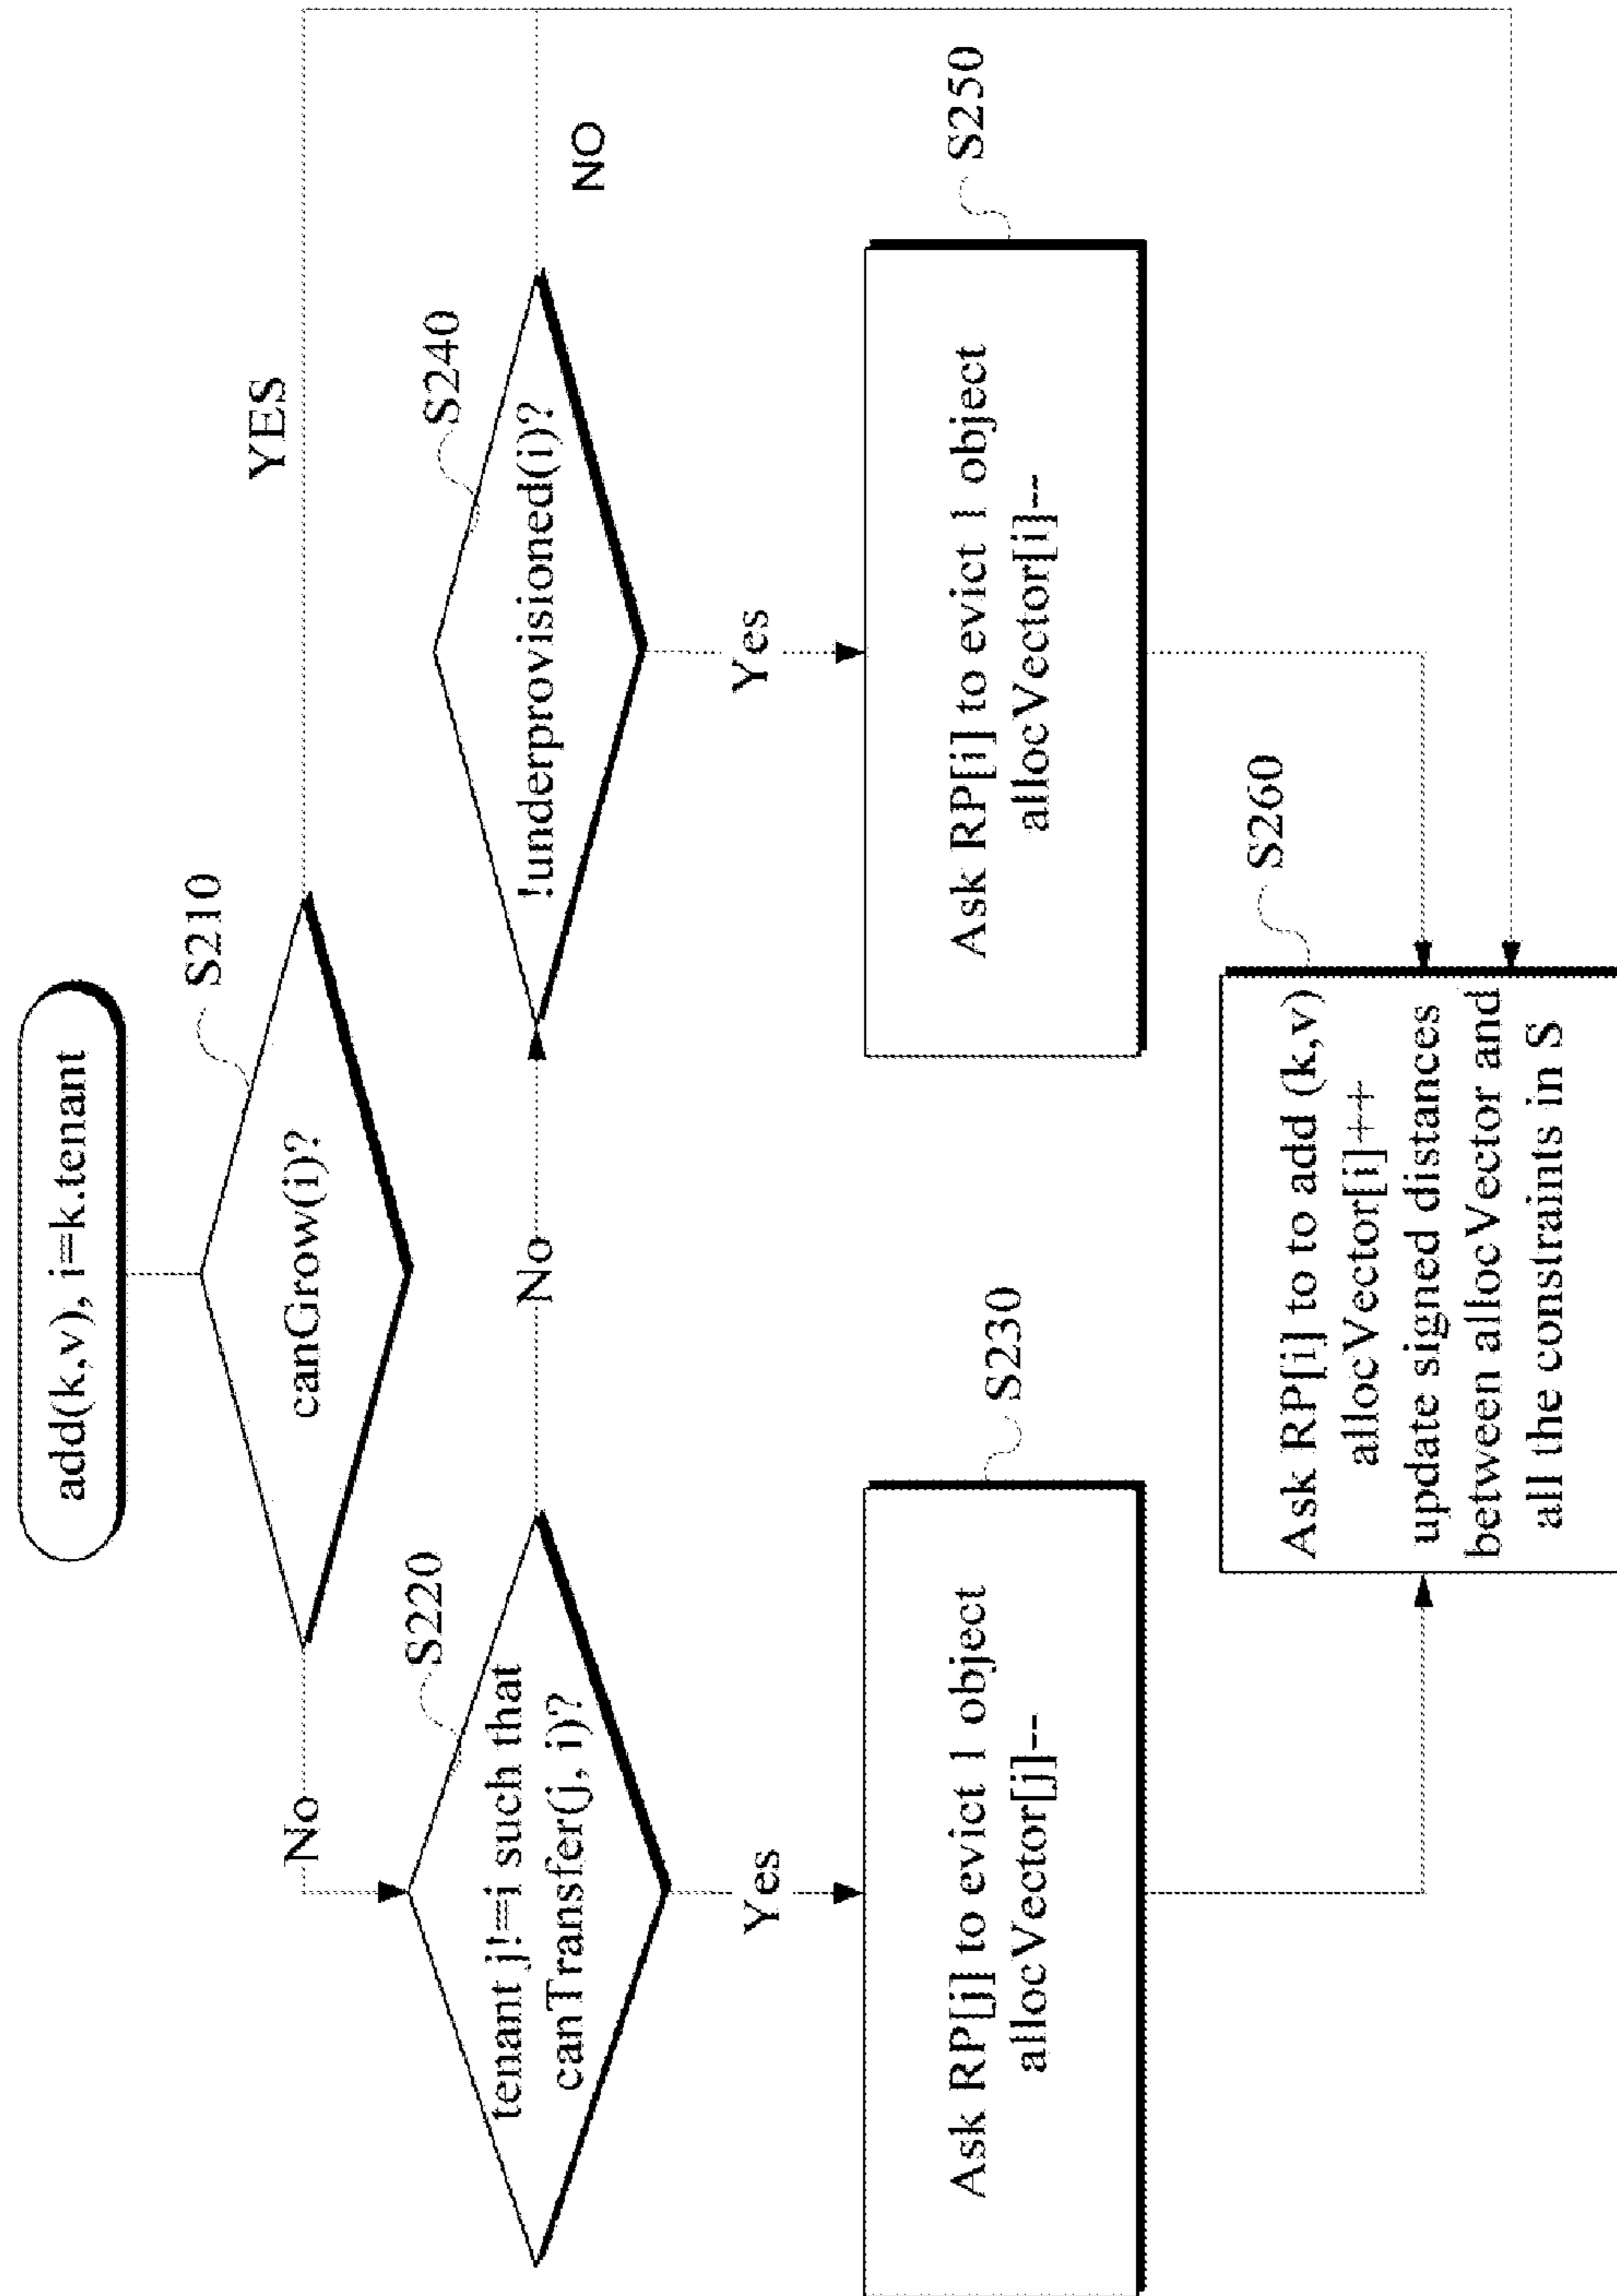 add(k,v), i=k.tenant
S210
canGrow(i)?
YES
No
S220
tenant j!=i such that
canTransfer(j, i)?
No
S240
!underprovisioned(i)?
NO
Yes
Yes
S230
Ask RP[j] to evict 1 object
allocVector[j]--
S250
Ask RP[i] to evict 1 object
allocVector[i]--
S260
Ask RP[i] to to add (k,v)
allocVector[i]++
update signed distances
between allocVector and
all the constraints in S